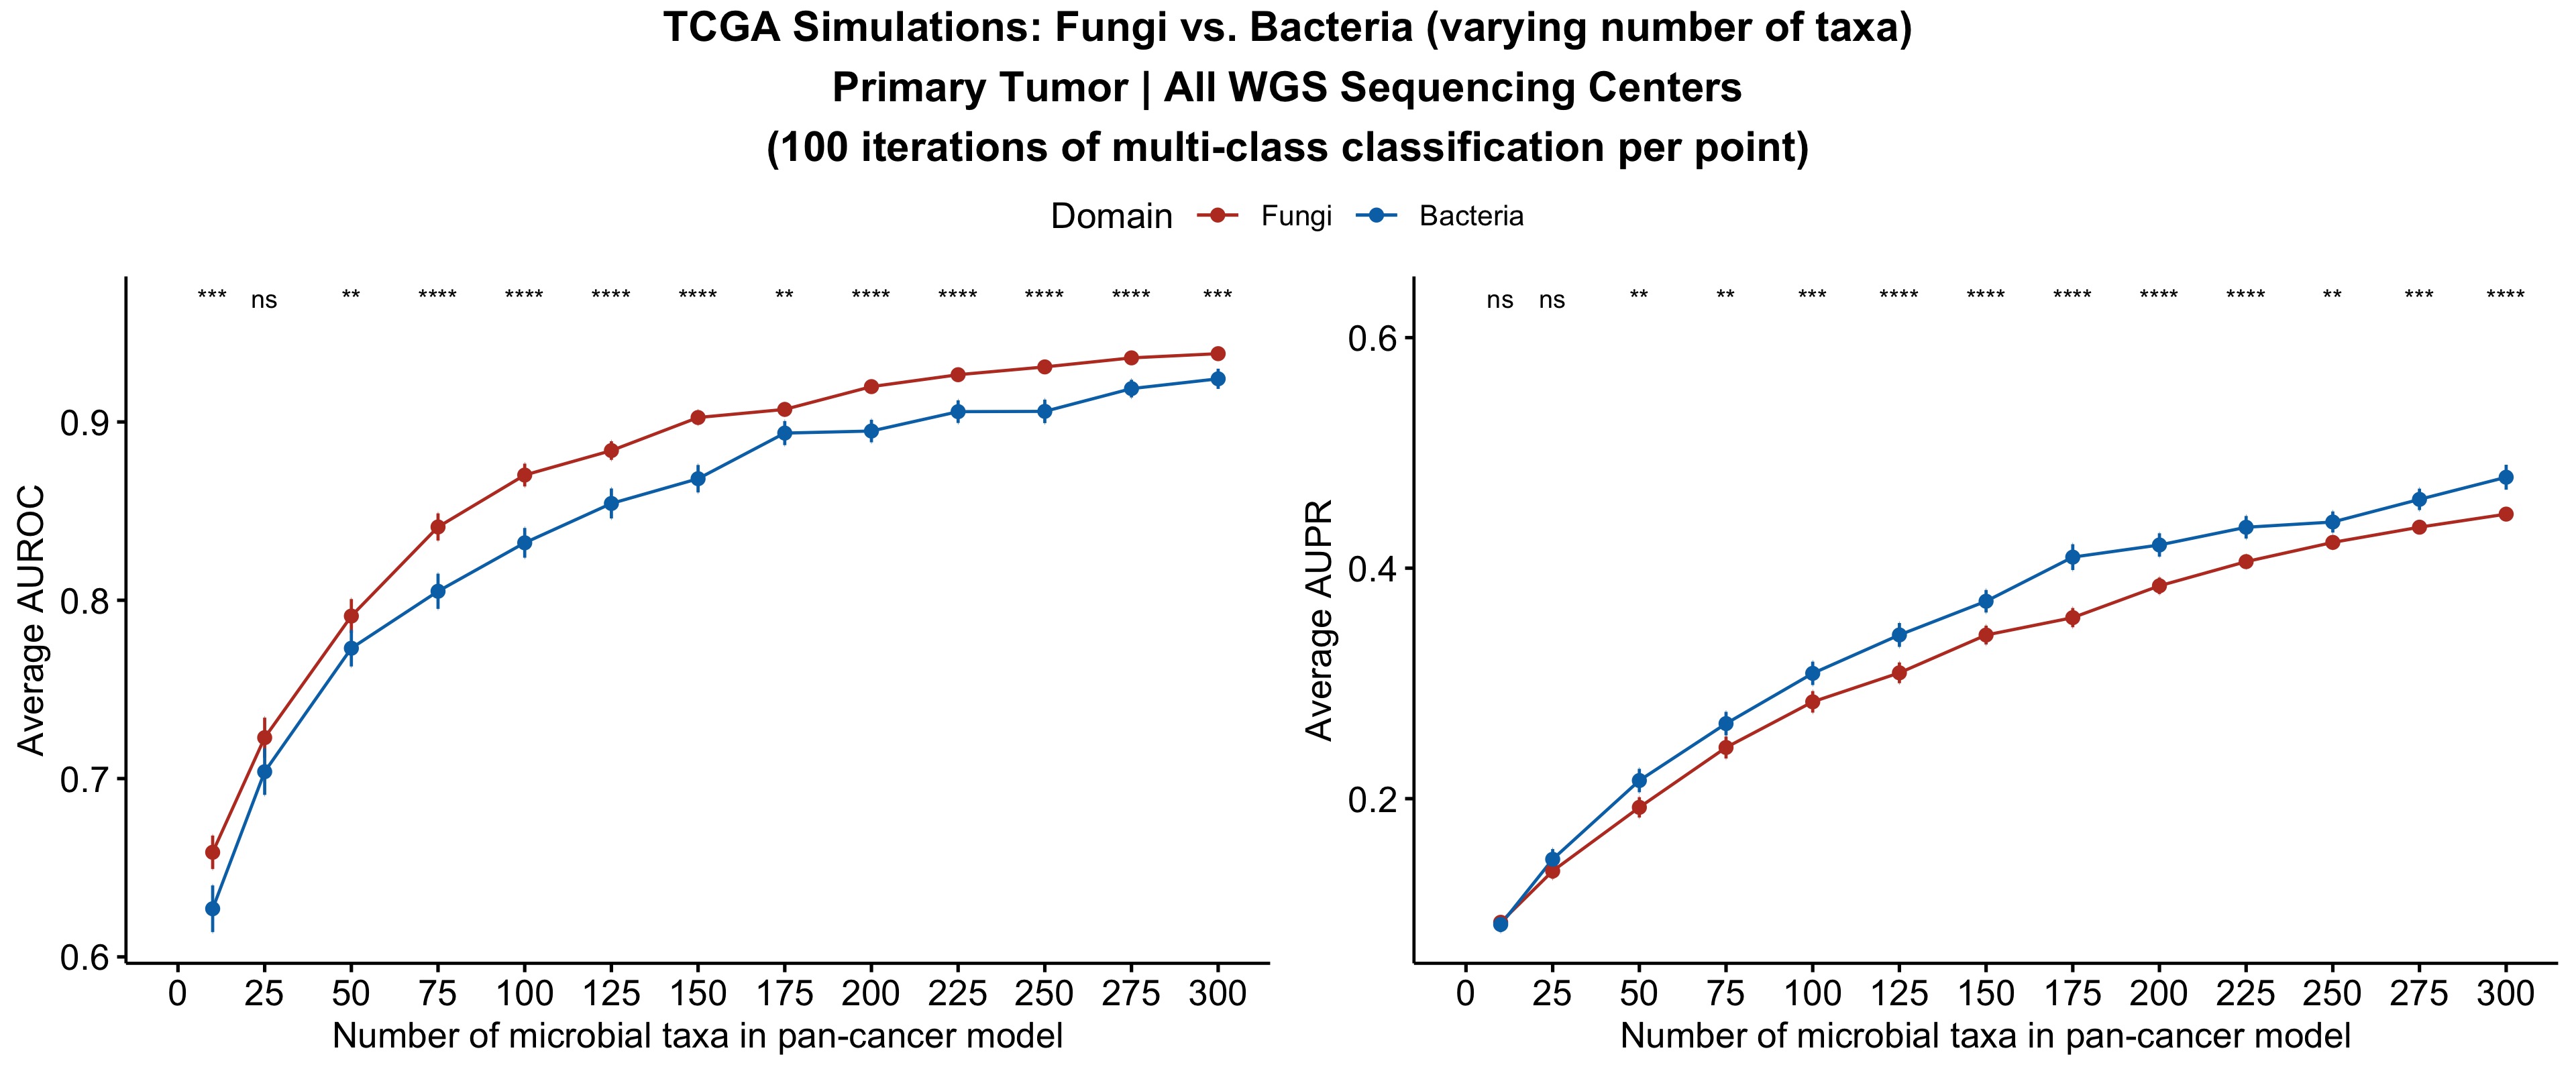 TCGA Simulations: Fungi vs. Bacteria (varying number of taxa)
Primary Tumor | All WGS Sequencing Centers
(100 iterations of multi-class classification per point)
Domain Fungi Bacteria
*** ns ** **** **** **** **** ** **** **** **** **** ***
0.9
0.8
0.7
0.6
Average AUROC
0 25 50 75 100 125 150 175 200 225 250 275 300
Number of microbial taxa in pan-cancer model
ns ns ** ** *** **** **** **** **** **** ** *** ****
0.6
0.4
0.2
Average AUPR
0 25 50 75 100 125 150 175 200 225 250 275 300
Number of microbial taxa in pan-cancer model